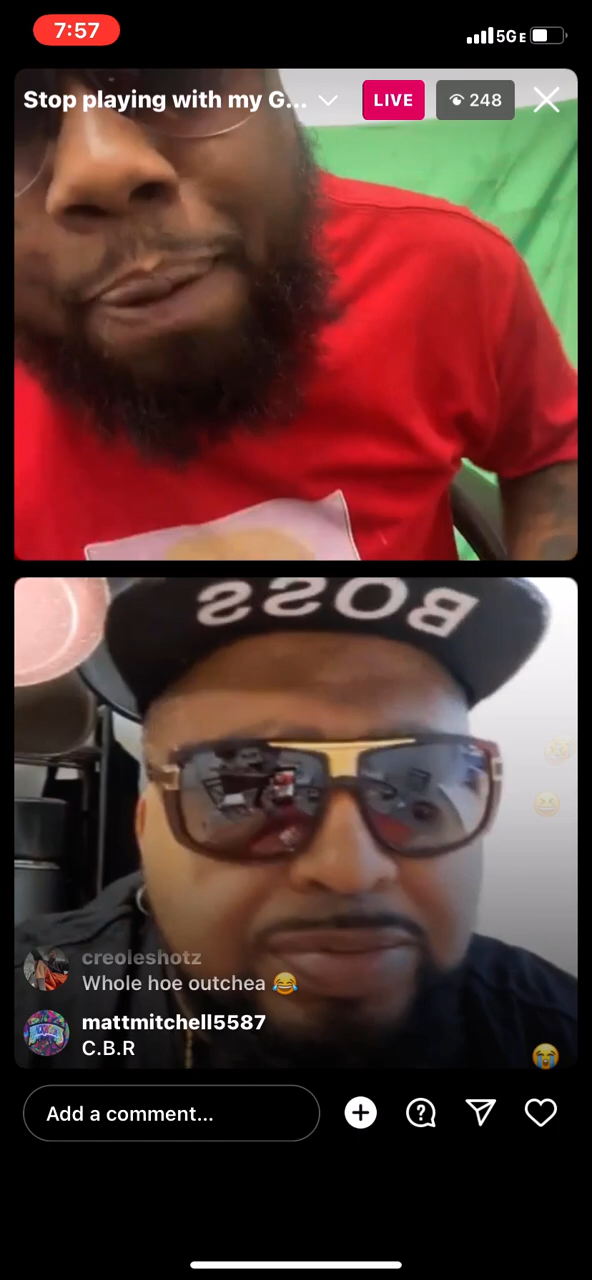 7:57
5GE
Stop playing with my G...
LIVE
248
BOSS
creoleshotz
Whole hoe outchea 😂
mattmitchell5587
C.B.R
Add a comment...